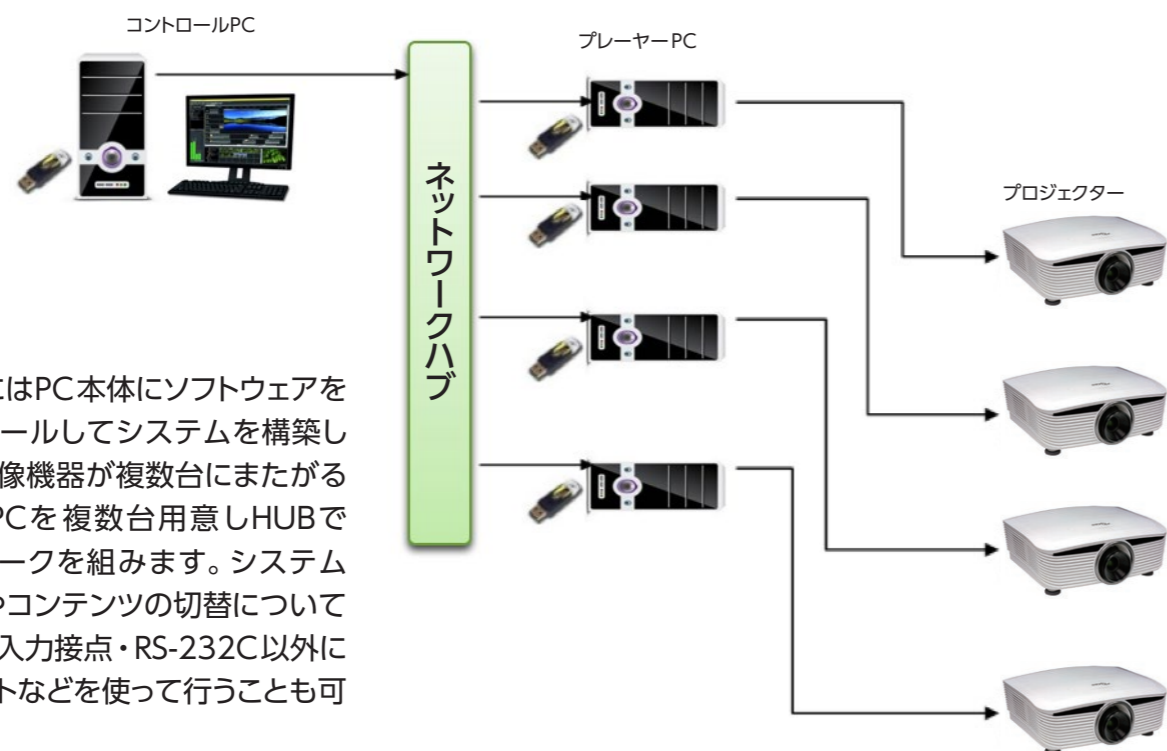 コントロールPC
プレーヤーPC
ネットワークハブ
プロジェクター
にはPC本体にソフトウェアを
ールしてシステムを構築し
像機器が複数台にまたがる
PCを複数台用意しHUBで
ークを組みます。システム
やコンテンツの切替について
入力接点・RS-232C以外に
トなどを使って行うことも可